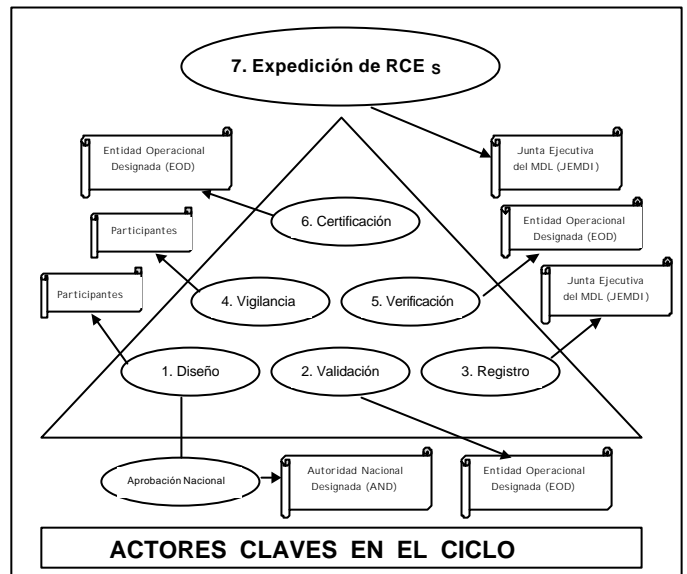 7. Expedición de RCE s
Entidad Operacional
Designada (EOD)
Junta Ejecutiva
del MDL (JEMDI)
6. Certificación
Participantes
Entidad Operacional
Designada (EOD)
Participantes
4. Vigilancia
5. Verificación
Junta Ejecutiva
del MDL (JEMDI)
1. Diseño
2. Validación
3. Registro
Aprobación Nacional
Autoridad Nacional
Designada (AND)
Entidad Operacional
Designada (EOD)
ACTORES CLAVES EN EL CICLO